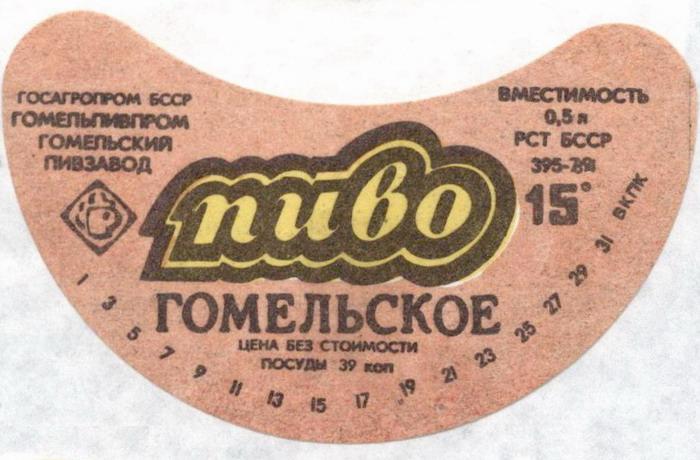 ГОСАГРОПРОМ БССР
ГОМЕЛЬПИВПРОМ
ГОМЕЛЬСКИЙ
ПИВЗАВОД
ВМЕСТИМОСТЬ
0,5 л
РСТ БССР
395-791
пиво
15°
ГОМЕЛЬСКОЕ
ЦЕНА БЕЗ СТОИМОСТИ
ПОСУДЫ 39 коп
1 3 5 7 9 11 13 15 17 19 21 23 25 27 29 31 ВКПК